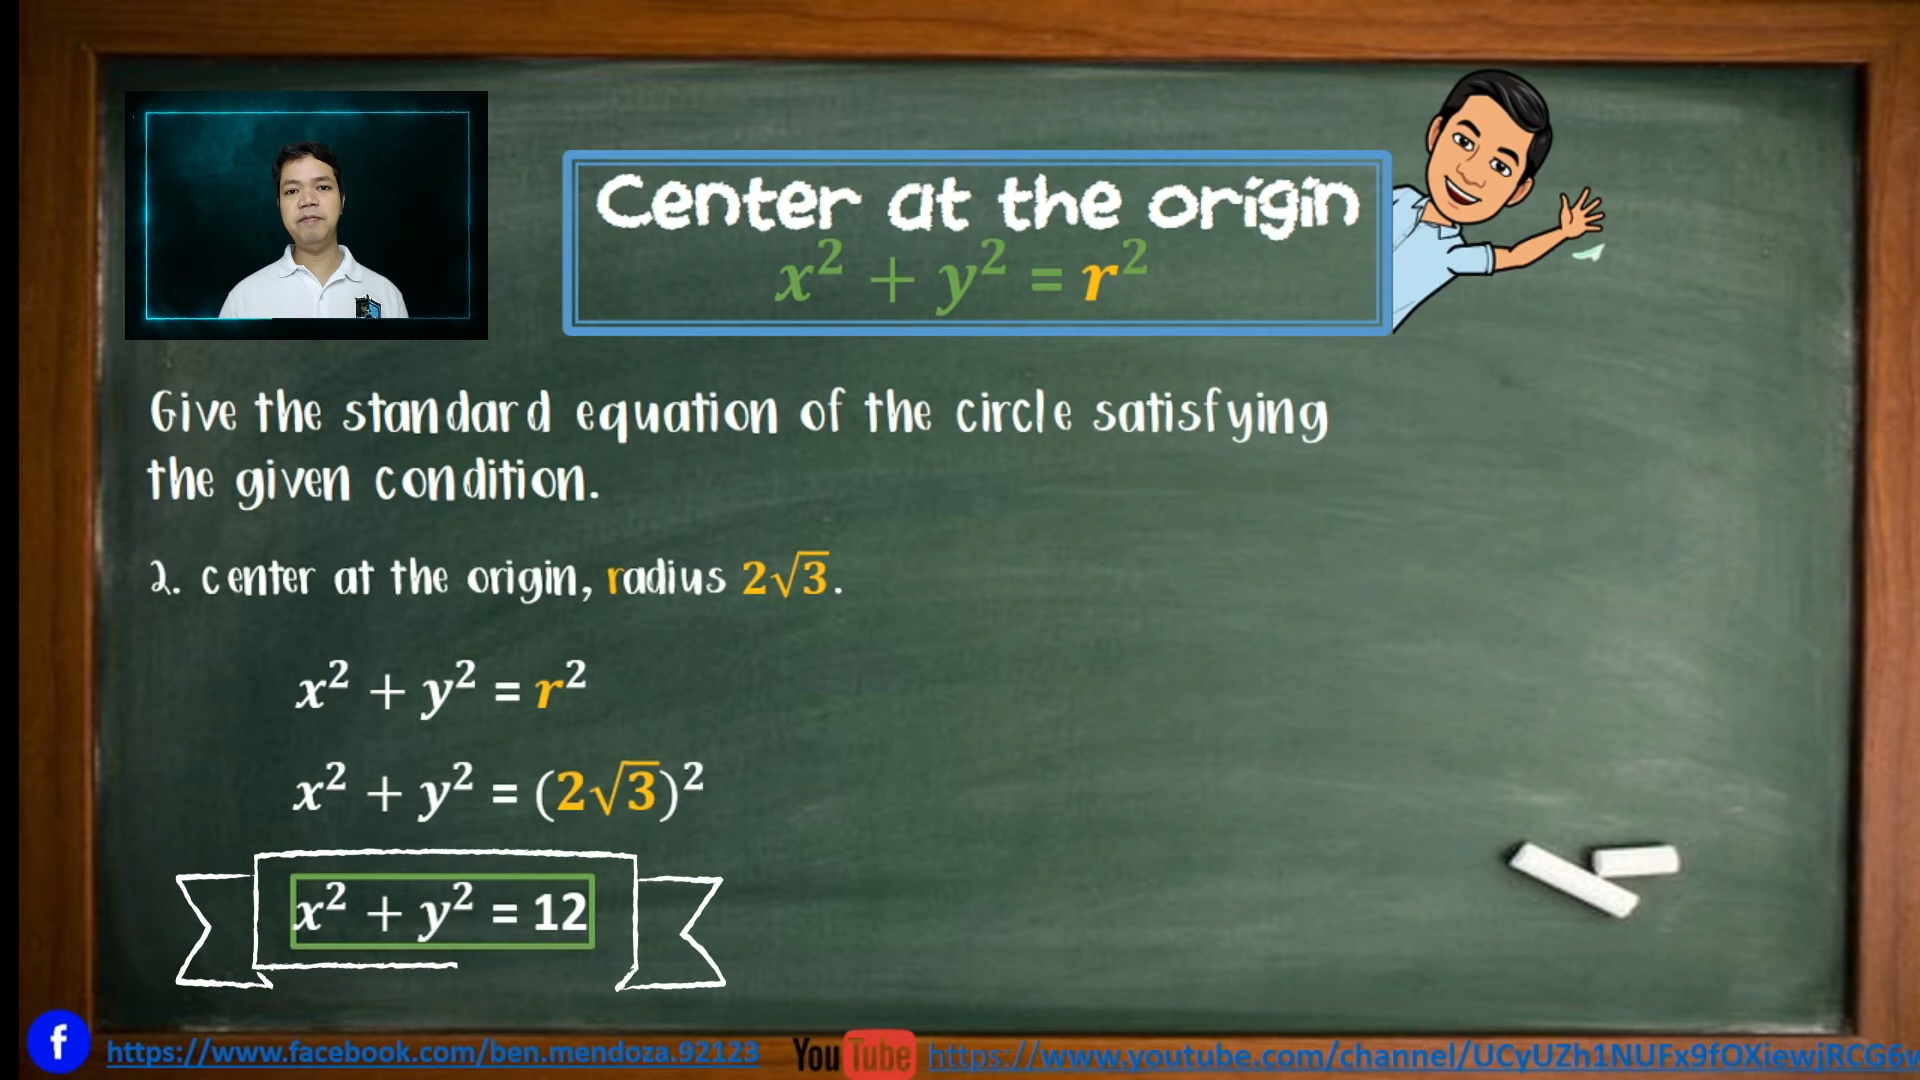 Center at the origin
x² + y² = r²
Give the standard equation of the circle satisfying
the given condition.
2. center at the origin, radius 2√3.
x² + y² = r²
x² + y² = (2√3)²
x² + y² = 12
f https://www.facebook.com/ben.mendoza.92123 YouTube https://www.youtube.com/channel/UCyUZh1NUFx9fOXiewjRCG6w